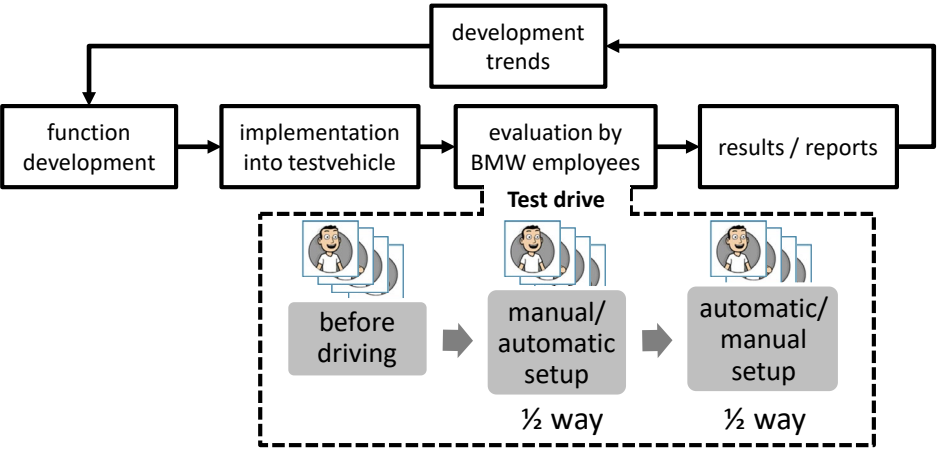 development
trends
function
development
implementation
into testvehicle
evaluation by
BMW employees
results / reports
Test drive
before
driving
manual/
automatic
setup
automatic/
manual
setup
½ way
½ way